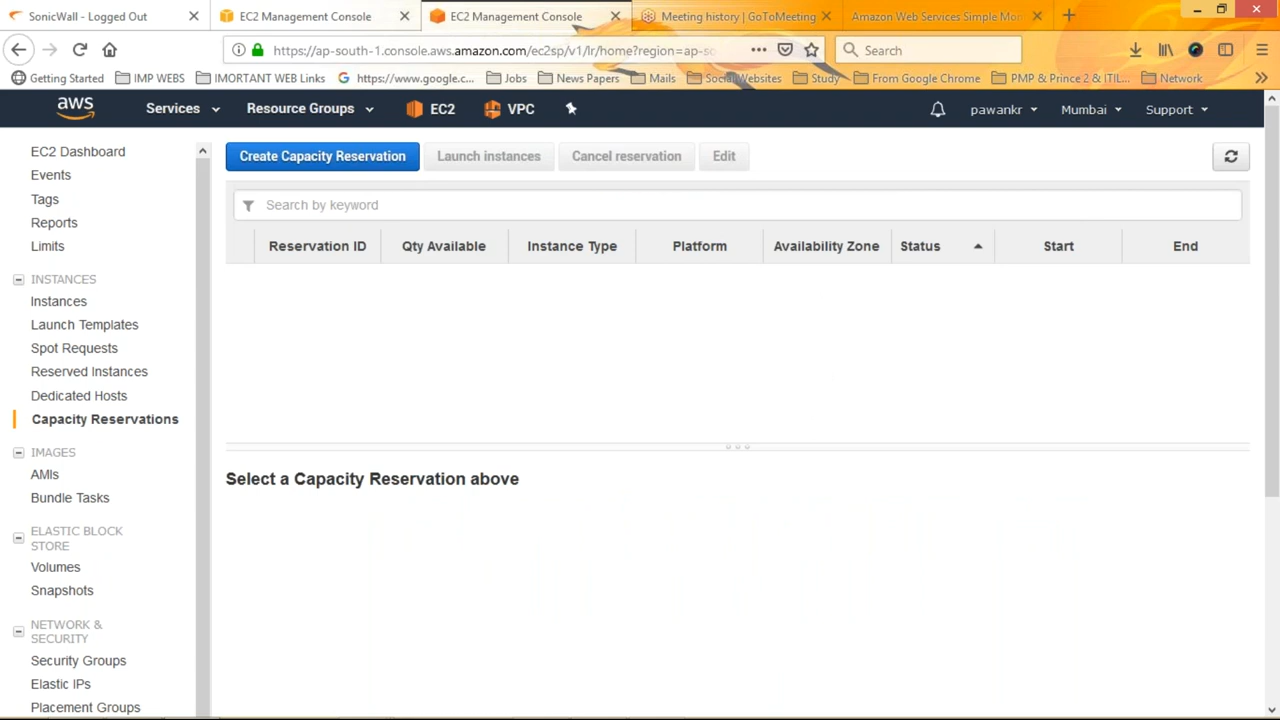 SonicWall - Logged Out
EC2 Management Console
EC2 Management Console
Meeting history | GoToMeeting
Amazon Web Services Simple Mon
https://ap-south-1.console.aws.amazon.com/ec2sp/v1/lr/home?region=ap-so
Search
Getting Started
IMP WEBS
IMORTANT WEB Links
https://www.google.c...
Jobs
News Papers
Mails
Social Websites
Study
From Google Chrome
PMP & Prince 2 & ITIL...
Network
aws
Services
Resource Groups
EC2
VPC
pawankr
Mumbai
Support
EC2 Dashboard
Events
Tags
Reports
Limits
INSTANCES
Instances
Launch Templates
Spot Requests
Reserved Instances
Dedicated Hosts
Capacity Reservations
IMAGES
AMIs
Bundle Tasks
ELASTIC BLOCK
STORE
Volumes
Snapshots
NETWORK &
SECURITY
Security Groups
Elastic IPs
Placement Groups
Create Capacity Reservation
Launch instances
Cancel reservation
Edit
Search by keyword
Reservation ID
Qty Available
Instance Type
Platform
Availability Zone
Status
Start
End
Select a Capacity Reservation above